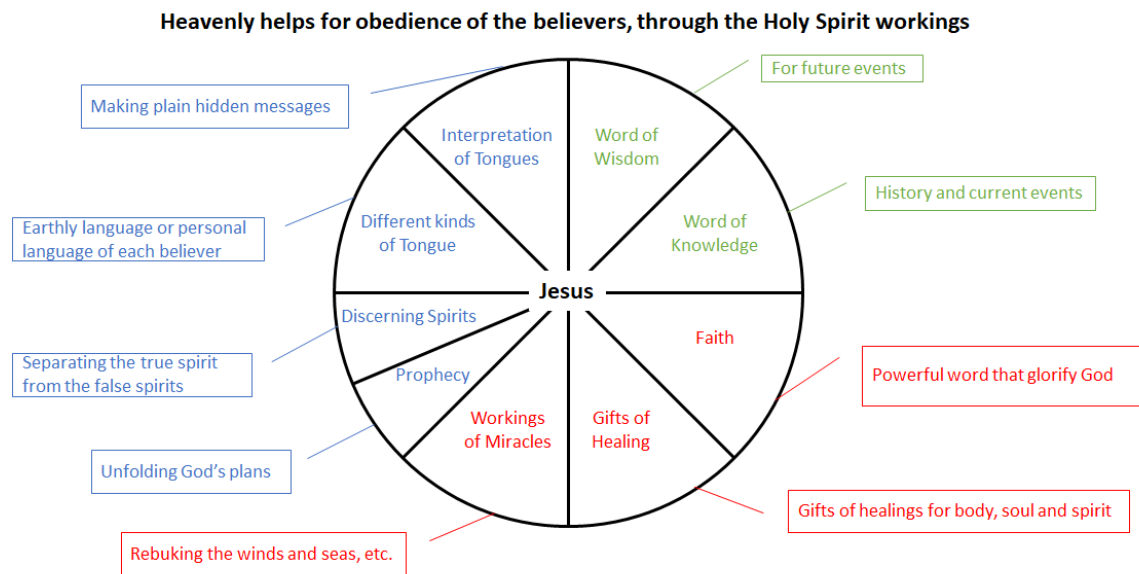 Heavenly helps for obedience of the believers, through the Holy Spirit workings
For future events
Making plain hidden messages
Interpretation
of Tongues
Word of
Wisdom
History and current events
Earthly language or personal
language of each believer
Different kinds
of Tongue
Word of
Knowledge
Jesus
Discerning Spirits
Faith
Separating the true spirit
from the false spirits
Prophecy
Powerful word that glorify God
Workings
of Miracles
Gifts of
Healing
Unfolding God's plans
Gifts of healings for body, soul and spirit
Rebuking the winds and seas, etc.